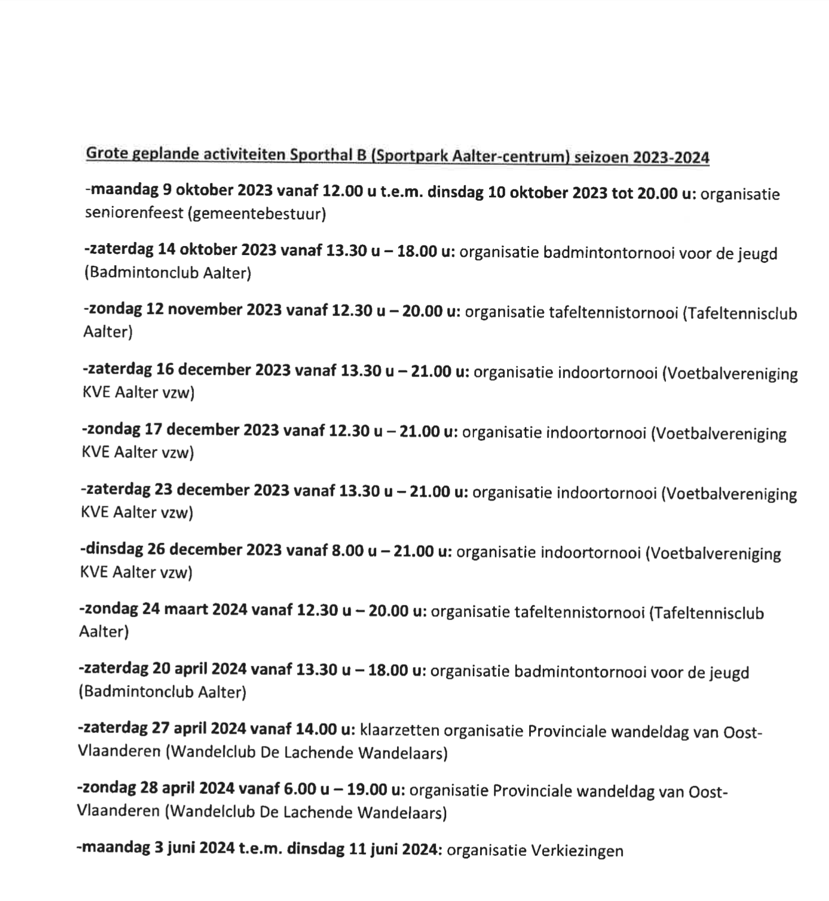 Grote geplande activiteiten Sporthal B (Sportpark Aalter-centrum) seizoen 2023-2024
-maandag 9 oktober 2023 vanaf 12.00 u t.e.m. dinsdag 10 oktober 2023 tot 20.00 u: organisatie
seniorenfeest (gemeentebestuur)
-zaterdag 14 oktober 2023 vanaf 13.30 u – 18.00 u: organisatie badmintontornooi voor de jeugd
(Badmintonclub Aalter)
-zondag 12 november 2023 vanaf 12.30 u – 20.00 u: organisatie tafeltennistornooi (Tafeltennisclub
Aalter)
-zaterdag 16 december 2023 vanaf 13.30 u – 21.00 u: organisatie indoortornooi (Voetbalvereniging
KVE Aalter vzw)
-zondag 17 december 2023 vanaf 12.30 u – 21.00 u: organisatie indoortornooi (Voetbalvereniging
KVE Aalter vzw)
-zaterdag 23 december 2023 vanaf 13.30 u – 21.00 u: organisatie indoortornooi (Voetbalvereniging
KVE Aalter vzw)
-dinsdag 26 december 2023 vanaf 8.00 u – 21.00 u: organisatie indoortornooi (Voetbalvereniging
KVE Aalter vzw)
-zondag 24 maart 2024 vanaf 12.30 u – 20.00 u: organisatie tafeltennistornooi (Tafeltennisclub
Aalter)
-zaterdag 20 april 2024 vanaf 13.30 u – 18.00 u: organisatie badmintontornooi voor de jeugd
(Badmintonclub Aalter)
-zaterdag 27 april 2024 vanaf 14.00 u: klaarzetten organisatie Provinciale wandeldag van Oost-
Vlaanderen (Wandelclub De Lachende Wandelaars)
-zondag 28 april 2024 vanaf 6.00 u – 19.00 u: organisatie Provinciale wandeldag van Oost-
Vlaanderen (Wandelclub De Lachende Wandelaars)
-maandag 3 juni 2024 t.e.m. dinsdag 11 juni 2024: organisatie Verkiezingen